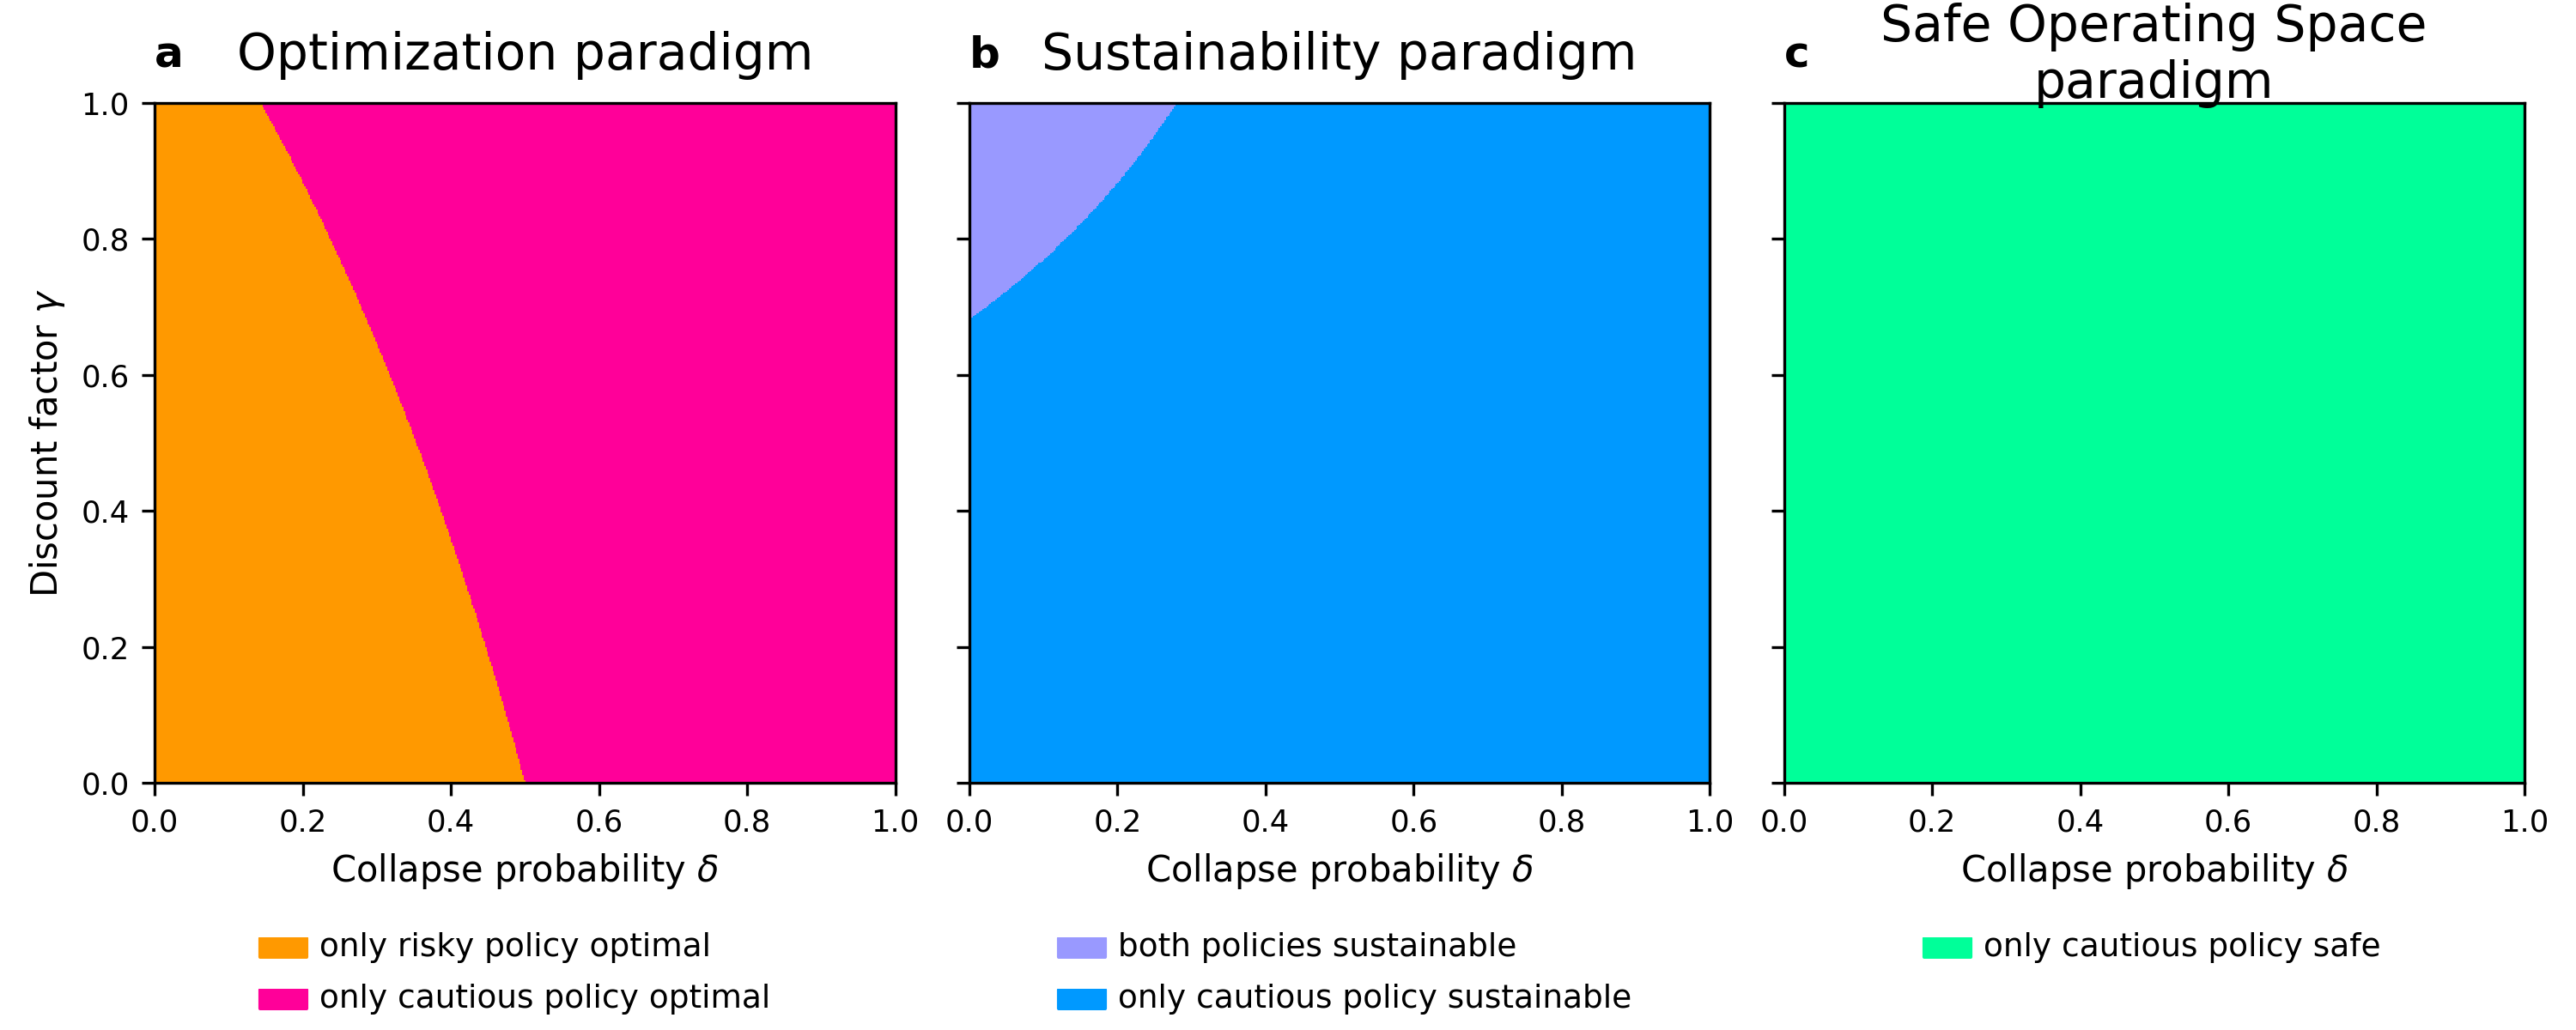 a Optimization paradigm
1.0
0.8
0.6
0.4
0.2
0.0
Discount factor γ
0.0 0.2 0.4 0.6 0.8 1.0
Collapse probability δ
only risky policy optimal
only cautious policy optimal
b Sustainability paradigm
0.0 0.2 0.4 0.6 0.8 1.0
Collapse probability δ
both policies sustainable
only cautious policy sustainable
c Safe Operating Space
paradigm
0.0 0.2 0.4 0.6 0.8 1.0
Collapse probability δ
only cautious policy safe